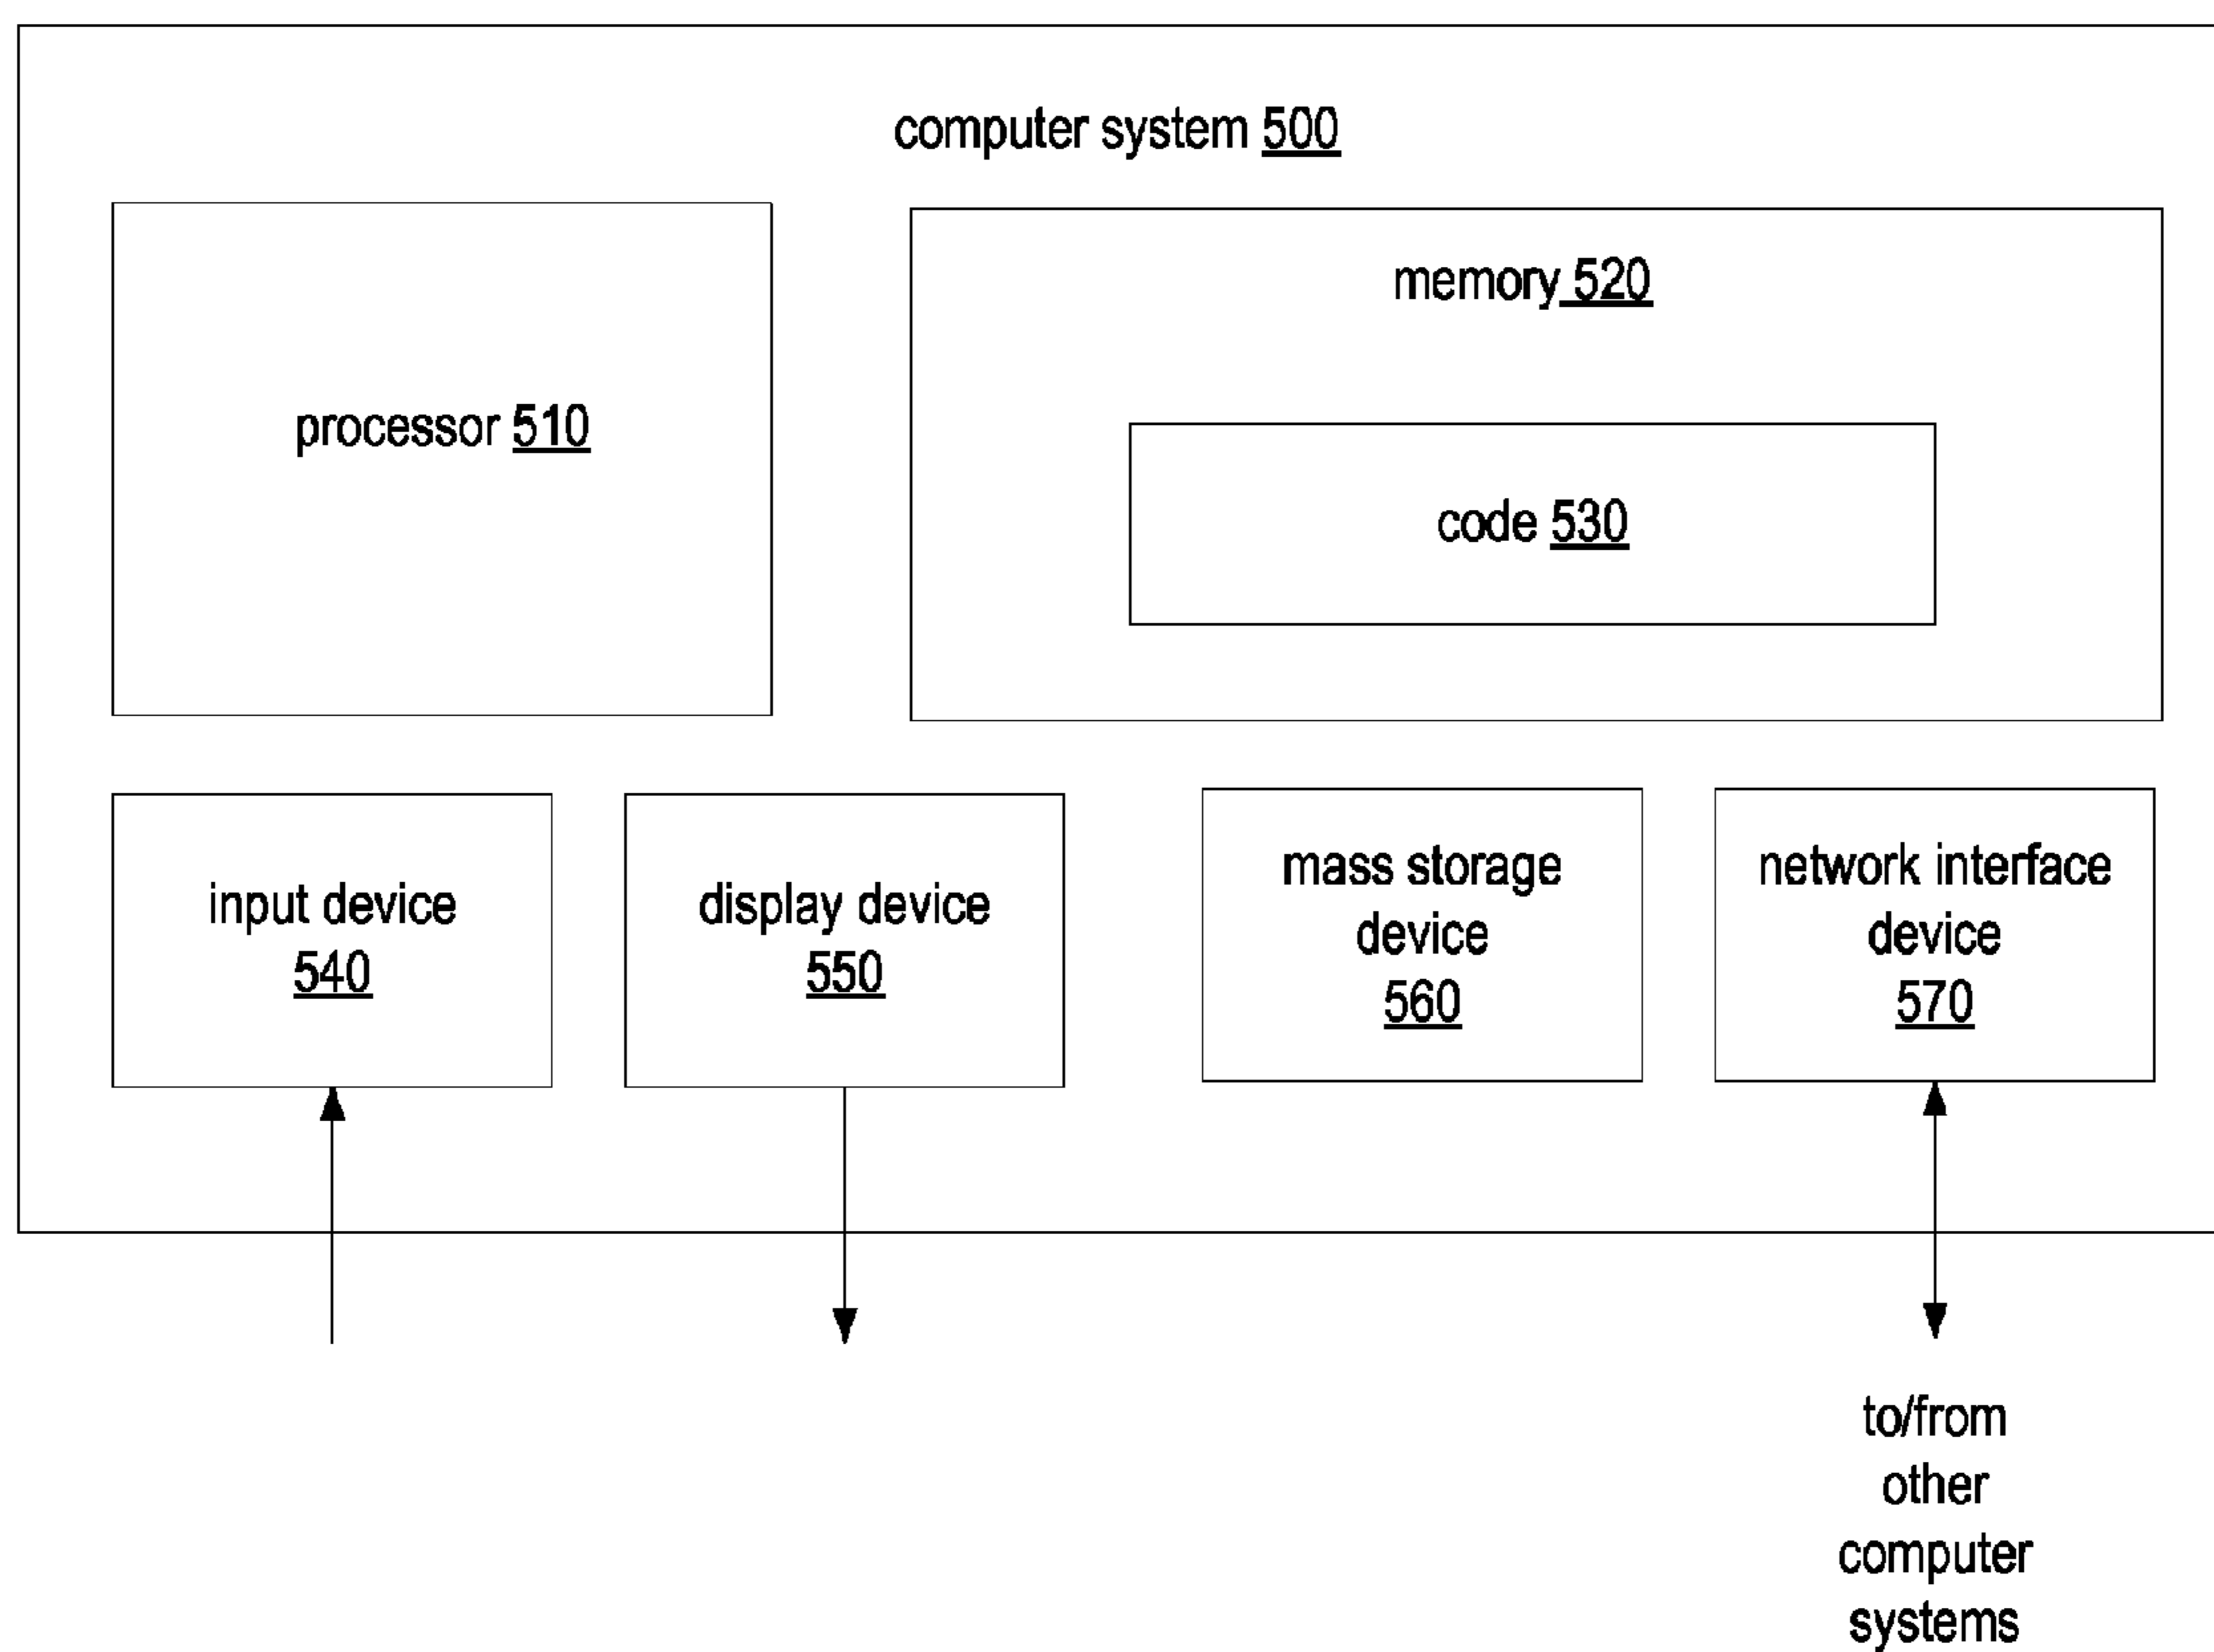 computer system 500
processor 510
memory 520
code 530
input device
540
display device
550
mass storage
device
560
network interface
device
570
to/from
other
computer
systems